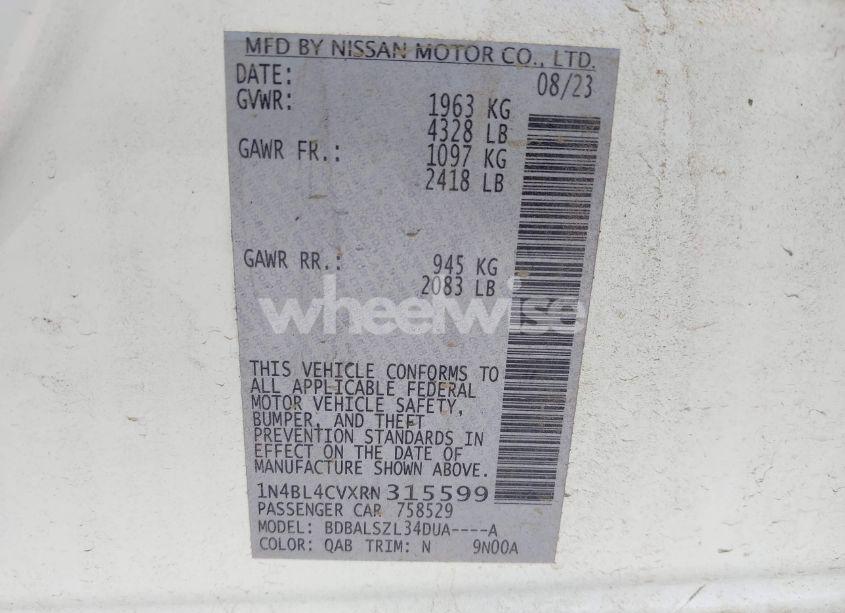 MFD BY NISSAN MOTOR CO., LTD.
DATE: 08/23
GVWR: 1963 KG
4328 LB
GAWR FR.: 1097 KG
2418 LB
GAWR RR.: 945 KG
2083 LB
wheelwise
THIS VEHICLE CONFORMS TO
ALL APPLICABLE FEDERAL
MOTOR VEHICLE SAFETY,
BUMPER, AND THEFT
PREVENTION STANDARDS IN
EFFECT ON THE DATE OF
MANUFACTURE SHOWN ABOVE.
1N4BL4CVXRN315599
PASSENGER CAR 758529
MODEL: BDBALSZL34DUA----A
COLOR: QAB TRIM: N 9N00A